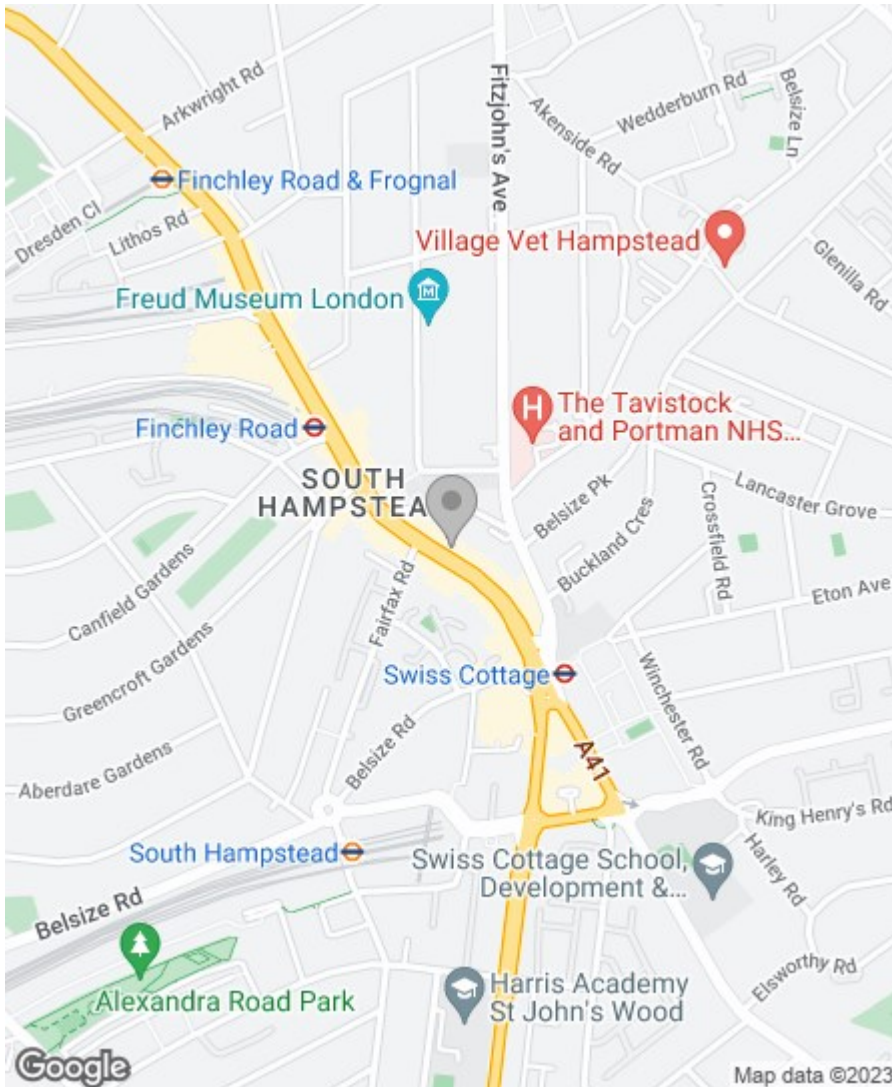 Arkwright Rd
Fitzjohn's Ave
Akenside Rd
Wedderburn Rd
Belsize Ln
Finchley Road & Frognal
Dresden Cl
Lithos Rd
Village Vet Hampstead
Glenilla Rd
Freud Museum London
M
Finchley Road
H
The Tavistock
and Portman NHS...
SOUTH
HAMPSTEA
Belsize Pk
Buckland Cres
Crossfield Rd
Lancaster Grove
Canfield Gardens
Fairfax Rd
Eton Ave
Greencroft Gardens
Swiss Cottage
Winchester Rd
Belsize Rd
A41
Aberdare Gardens
King Henry's Rd
South Hampstead
Swiss Cottage School,
Development &...
Harley Rd
Belsize Rd
Elsworthy Rd
Alexandra Road Park
Harris Academy
St John's Wood
Google
Map data ©2023